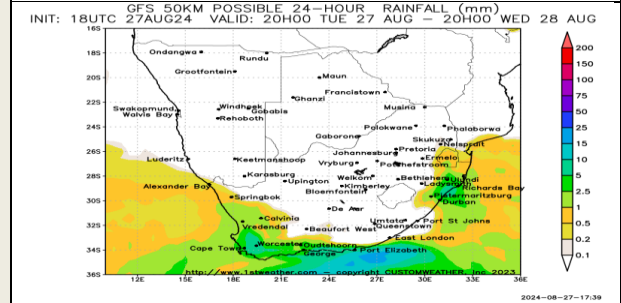 GFS 50KM POSSIBLE 24-HOUR RAINFALL (mm)
INIT: 18UTC 27AUG24 VALID: 20H00 TUE 27 AUG – 20H00 WED 28 AUG
16S
18S
20S
22S
24S
26S
28S
30S
32S
34S
36S
Ondangwa
Rundu
Grootfontein
Maun
Francistown
Ghanzi
Musina
Swakopmund
Windhoek
Gobabis
Walvis Bay
Rehoboth
Polokwane
Phalaborwa
Gaborone
Skukuza
Nelspruit
Johannesburg
Pretoria
Luderitz
Keetmanshoop
Vryburg
Potchefstroom
Ermelo
Karasburg
Upington
Welkom
Bethlehem
Ulundi
Alexander Bay
Kimberley
Ladysmith
Richards Bay
Springbok
Bloemfontein
Pietermaritzburg
Durban
De Aar
Calvinia
Umtata
Port St Johns
Vredendal
Beaufort West
Queenstown
East London
Cape Town
Worcester
Oudtshoorn
George
Port Elizabeth
http://www.1stweather.com – copyright CUSTOMWEATHER, inc 2023
12E
15E
18E
21E
24E
27E
30E
33E
36E
200
150
100
75
50
25
15
10
5
2.5
1
0.5
0.2
0.1
2024-08-27-17:39